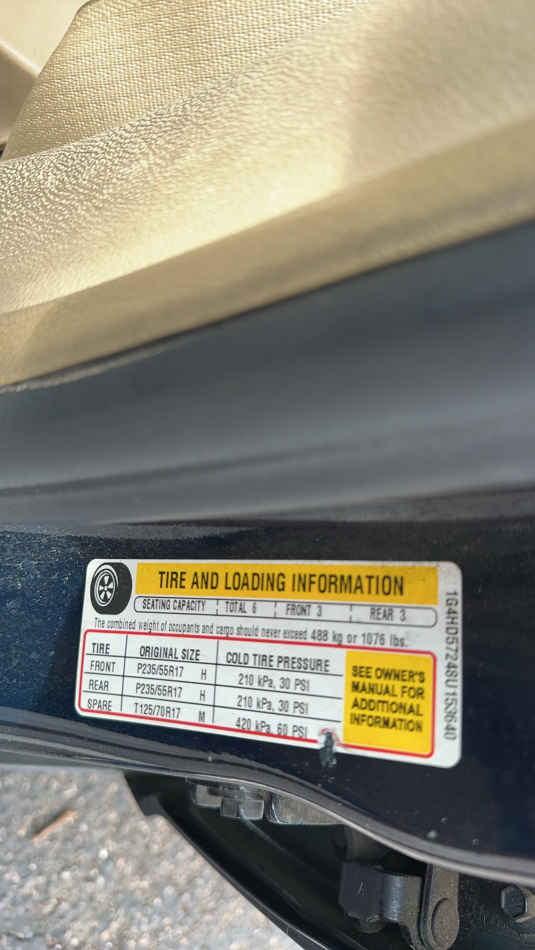 TIRE AND LOADING INFORMATION
SEATING CAPACITY TOTAL 6 FRONT 3 REAR 3
The combined weight of occupants and cargo should never exceed 488 kg or 1076 lbs.
TIRE ORIGINAL SIZE COLD TIRE PRESSURE
FRONT P235/55R17 H 210 kPa, 30 PSI
REAR P235/55R17 H 210 kPa, 30 PSI
SPARE T125/70R17 M 420 kPa, 60 PSI
SEE OWNER'S
MANUAL FOR
ADDITIONAL
INFORMATION
1G4HD57248U153640